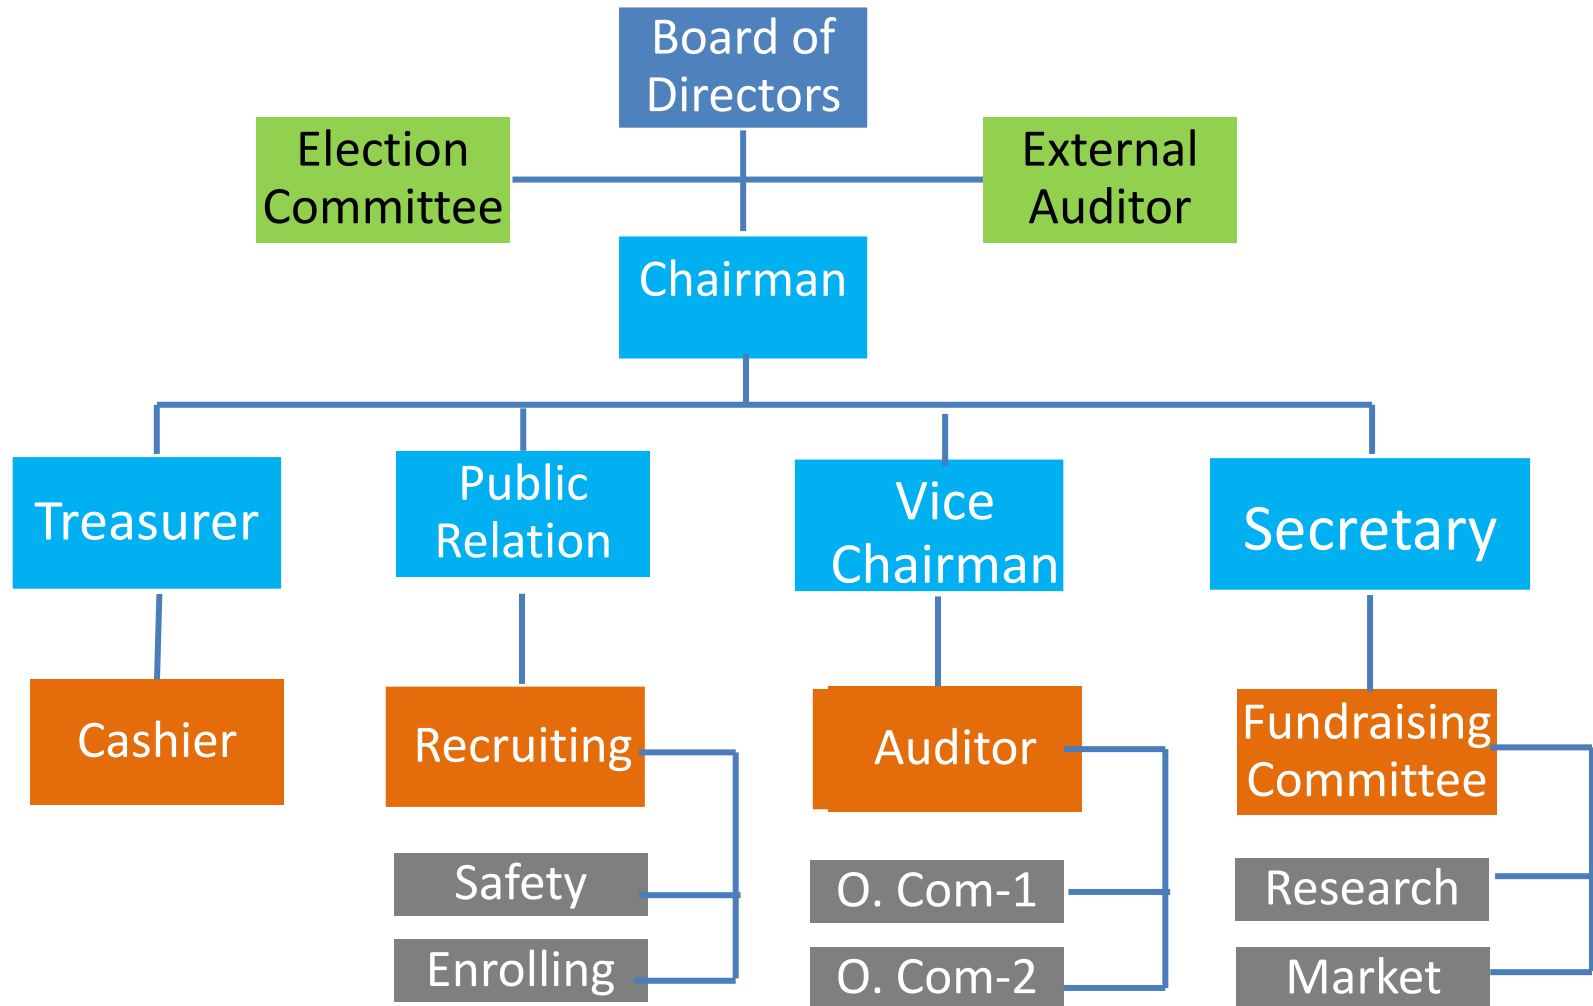 Board of
Directors
Election
Committee
External
Auditor
Chairman
Treasurer
Public
Relation
Vice
Chairman
Secretary
Cashier
Recruiting
Auditor
Fundraising
Committee
Safety
O. Com-1
Research
Enrolling
O. Com-2
Market